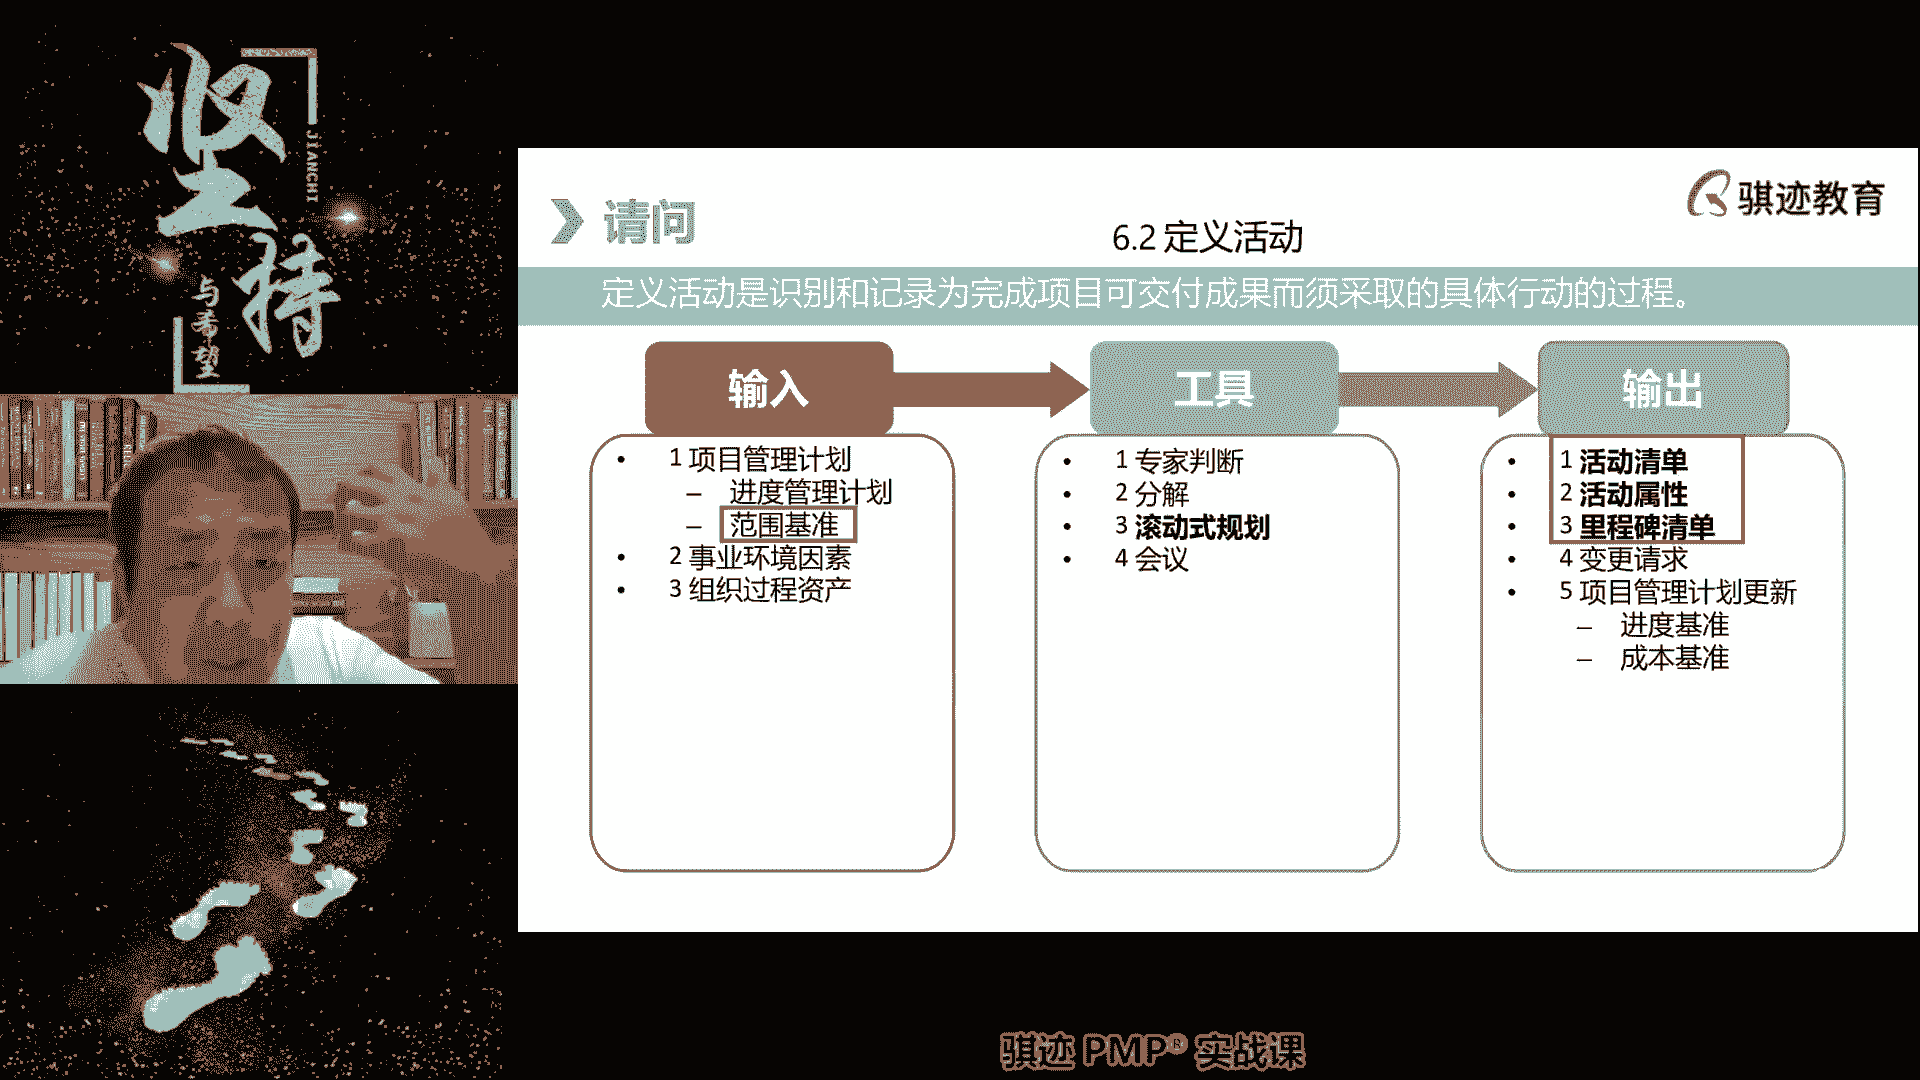 坚持
JIANCHI
与希望
请问
6.2 定义活动
骐迹教育
定义活动是识别和记录为完成项目可交付成果而须采取的具体行动的过程。
输入
• 1 项目管理计划
– 进度管理计划
– 范围基准
• 2 事业环境因素
• 3 组织过程资产
工具
• 1 专家判断
• 2 分解
• 3 滚动式规划
• 4 会议
输出
• 1 活动清单
• 2 活动属性
• 3 里程碑清单
• 4 变更请求
• 5 项目管理计划更新
– 进度基准
– 成本基准
骐迹 PMP® 实战课